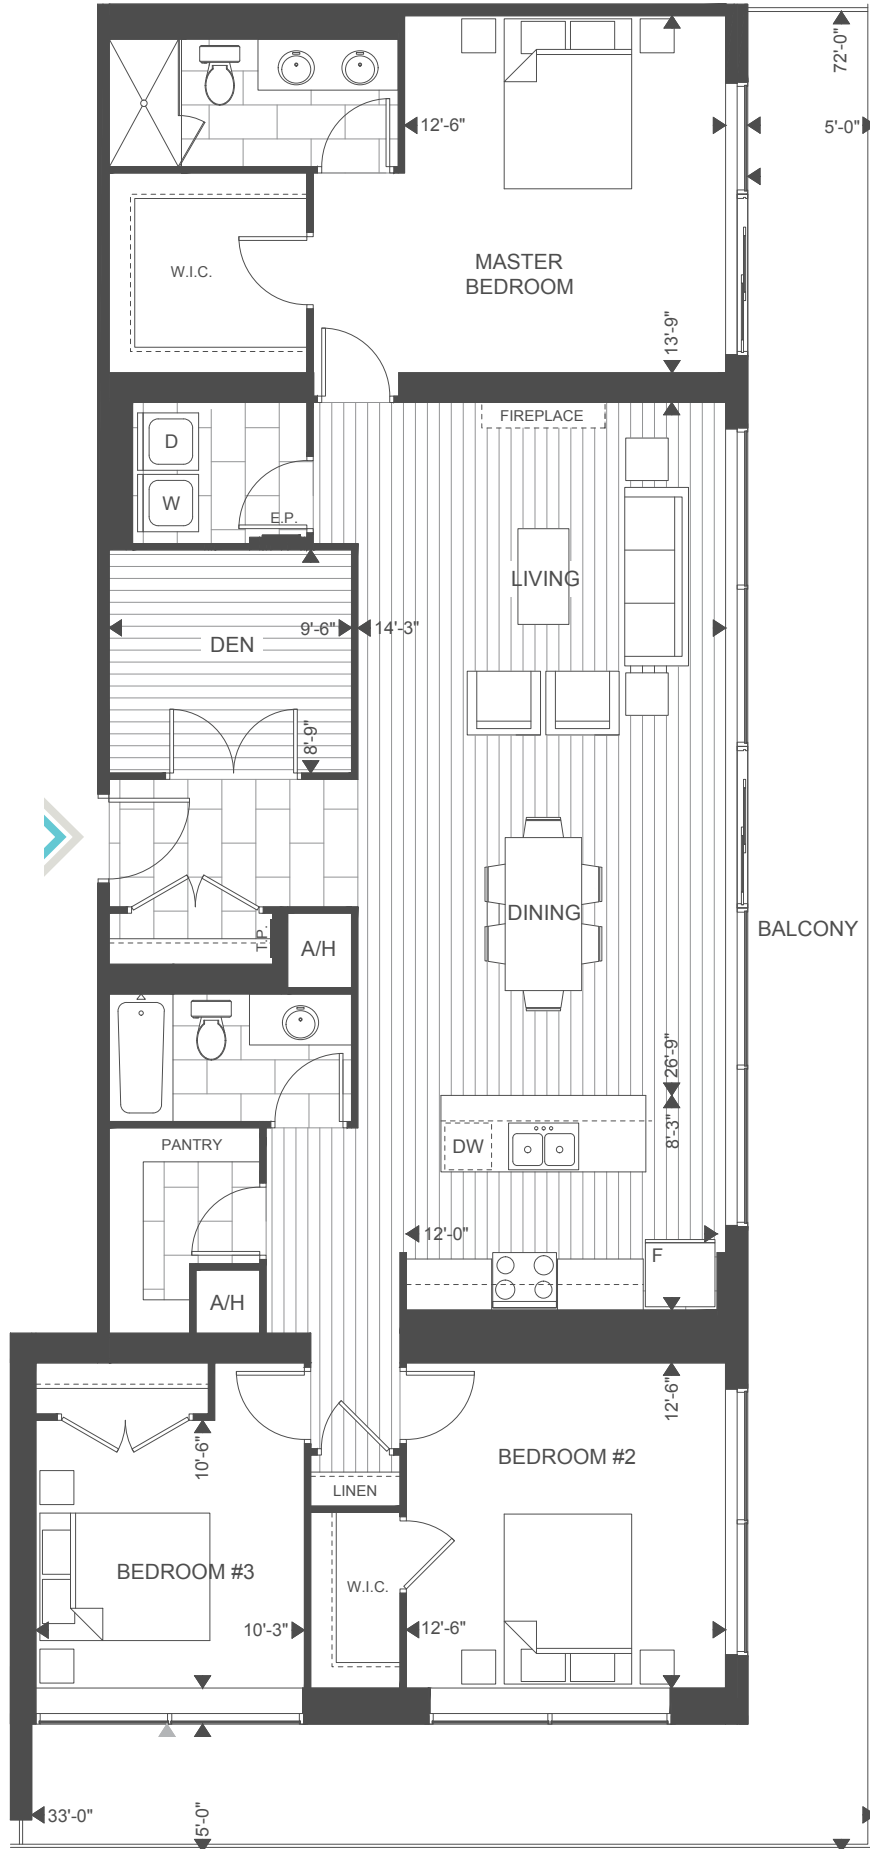 72'-0"
12'-6"
5'-0"
MASTER
BEDROOM
W.I.C.
13'-9"
FIREPLACE
D
W
E.P.
LIVING
9'-6"
14'-3"
DEN
8'-9"
DINING
BALCONY
T.P.
A/H
26'-9"
8'-3"
PANTRY
DW
12'-0"
F
A/H
12'-6"
10'-6"
BEDROOM #2
LINEN
BEDROOM #3
W.I.C.
10'-3"
12'-6"
33'-0"
5'-0"